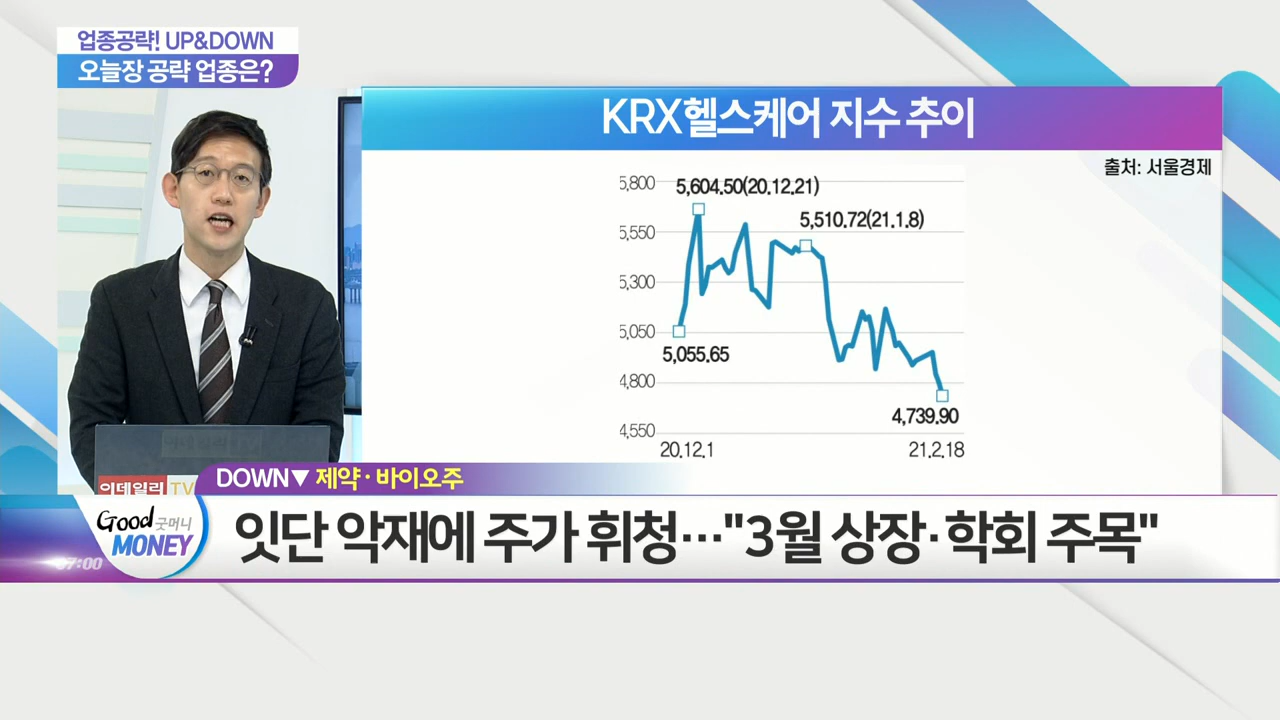 업종공략! UP&DOWN
오늘장 공략 업종은?
KRX헬스케어 지수 추이
출처: 서울경제
5,800
5,604.50(20.12.21)
5,510.72(21.1.8)
5,550
5,300
5,050
5,055.65
4,800
4,739.90
4,550
20.12.1
21.2.18
이데일리 TV
DOWN▼ 제약·바이오주
Good 굿머니
MONEY
잇단 악재에 주가 휘청…"3월 상장·학회 주목"
07:00